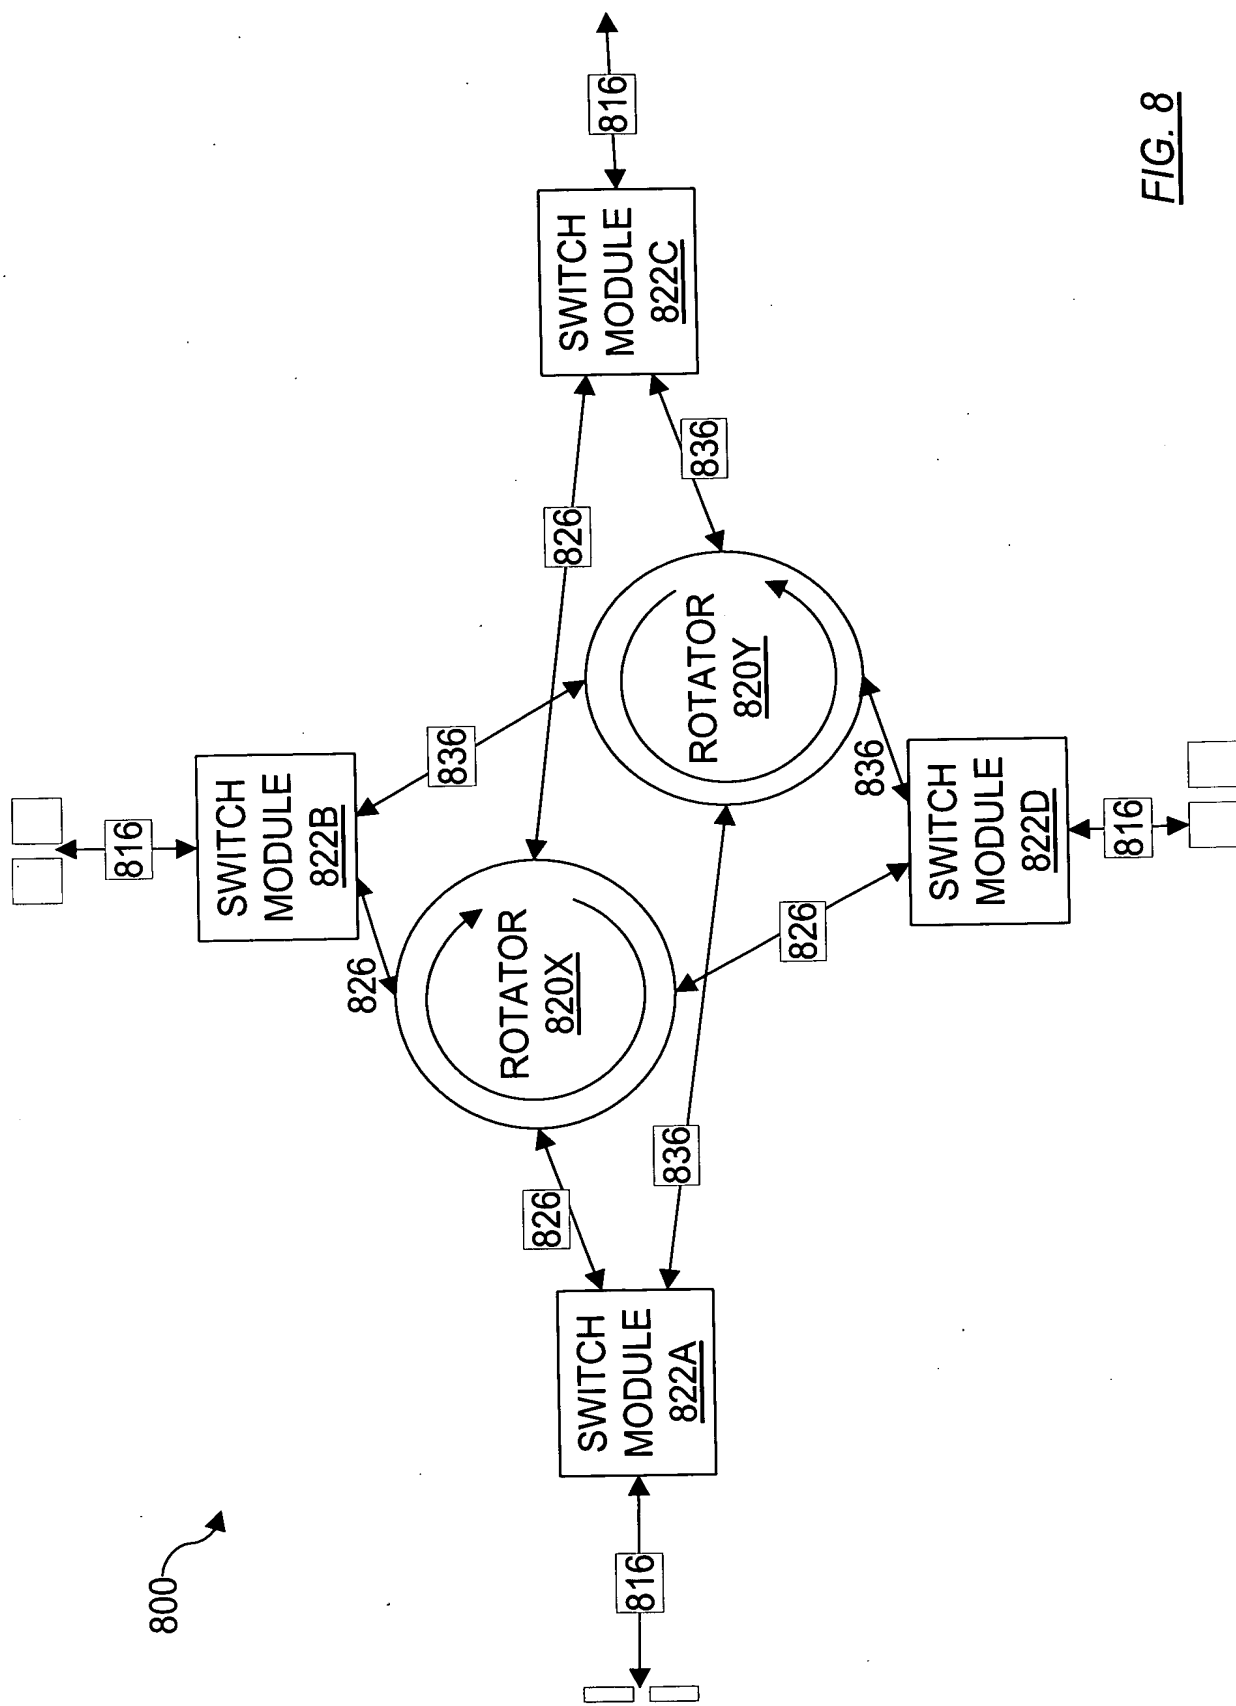 800
816
SWITCH
MODULE
822B
816
SWITCH
MODULE
822A
826
826
ROTATOR
820X
836
826
836
826
ROTATOR
820Y
836
836
SWITCH
MODULE
822C
816
SWITCH
MODULE
822D
816
FIG. 8